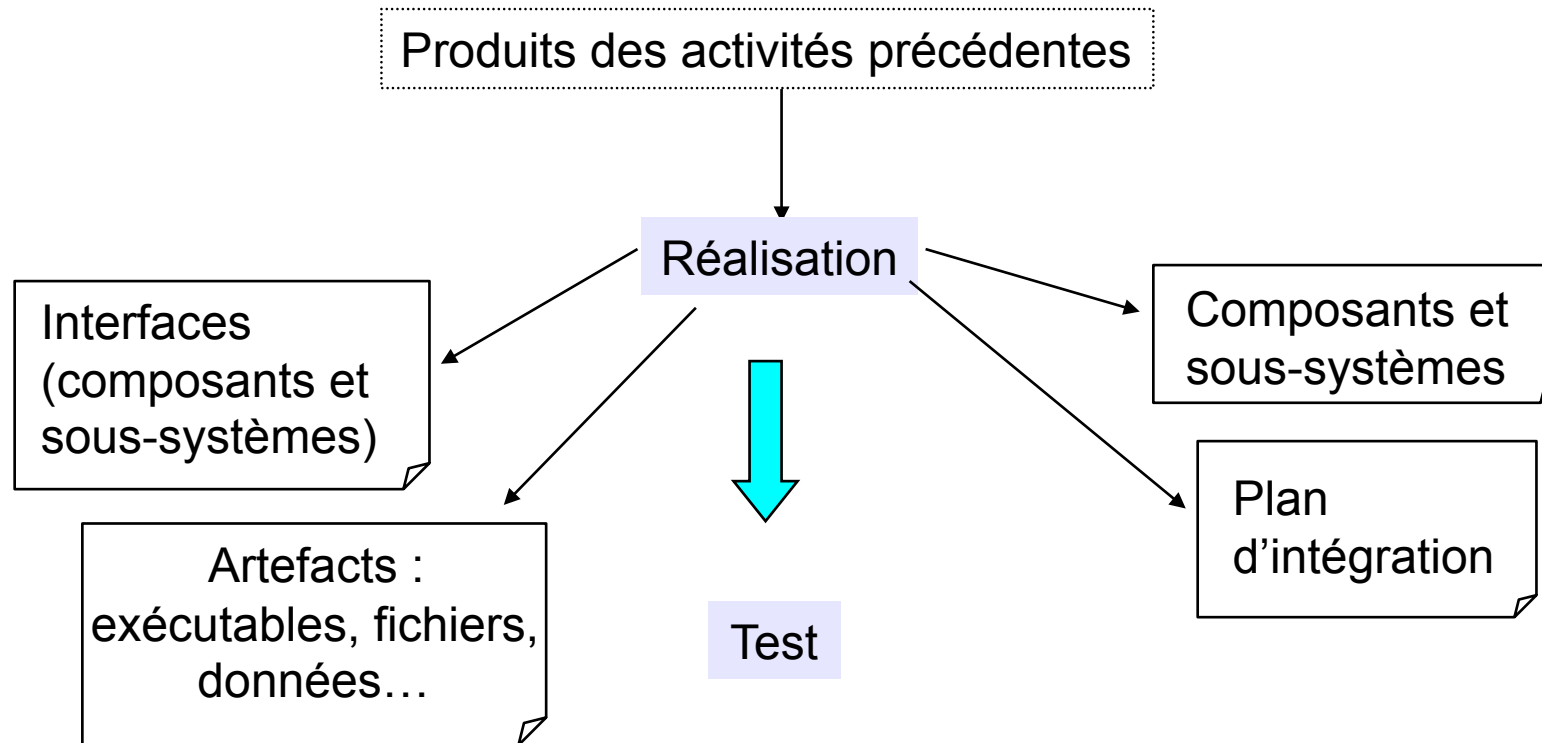 Produits des activités précédentes
Réalisation
Interfaces
(composants et
sous-systèmes)
Composants et
sous-systèmes
Artefacts :
exécutables, fichiers,
données…
Plan
d’intégration
Test